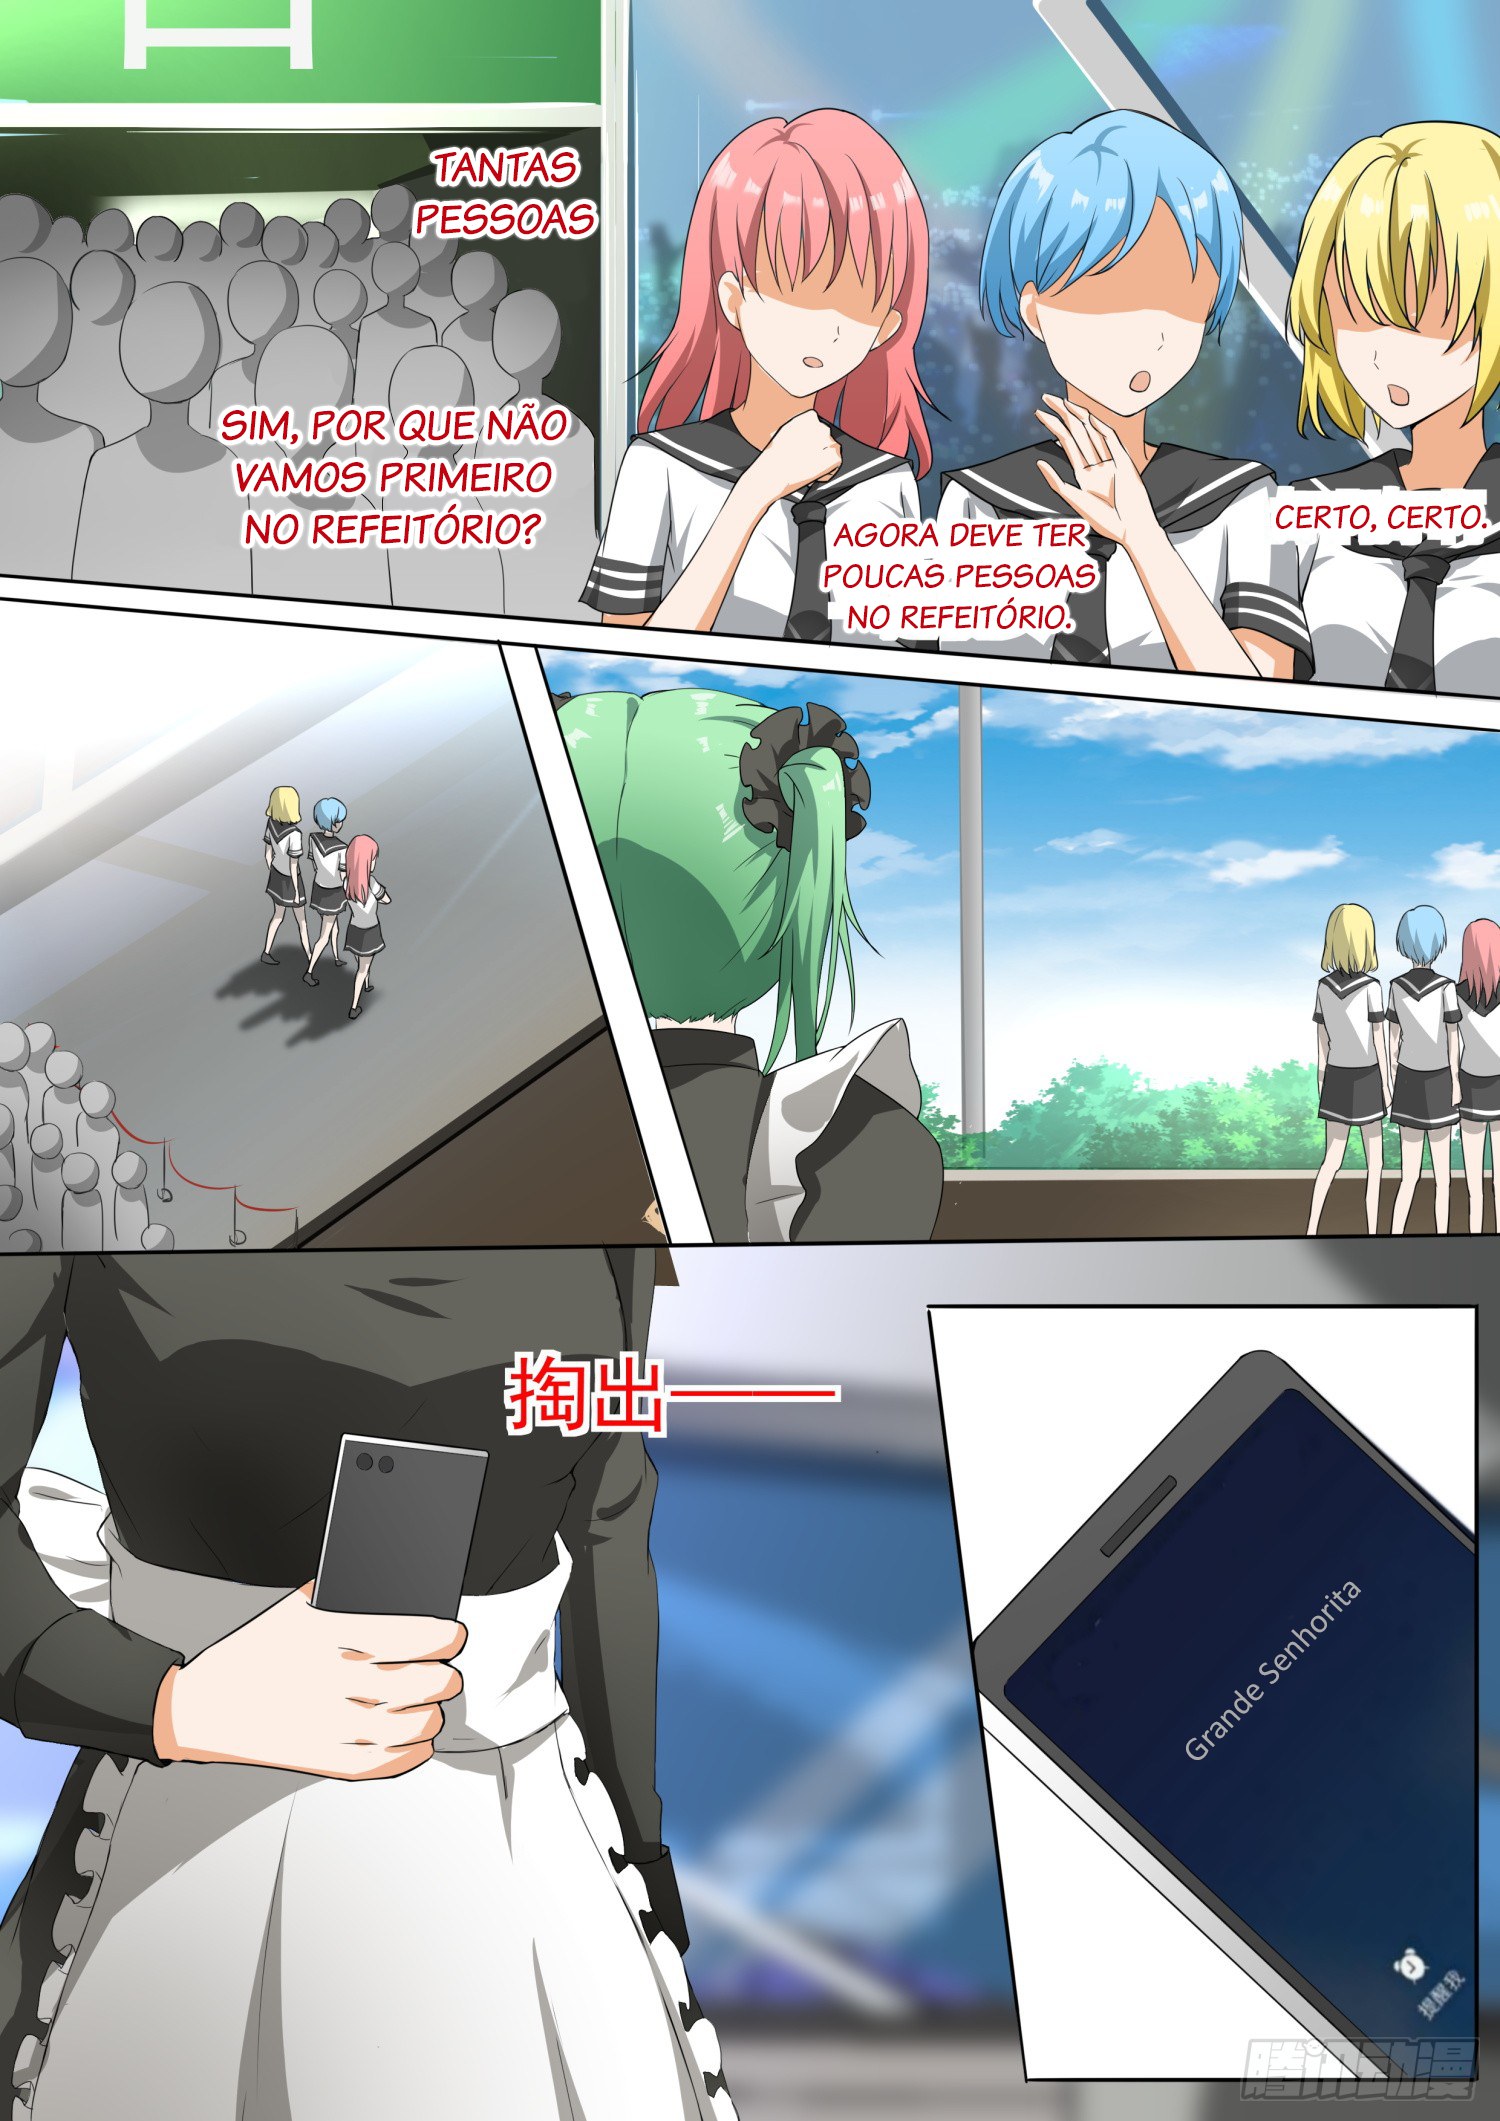 TANTAS
PESSOAS
SIM, POR QUE NÃO
VAMOS PRIMEIRO
NO REFEITÓRIO?
AGORA DEVE TER
POUCAS PESSOAS
NO REFEITÓRIO.
CERTO, CERTO.
掏出——
Grande Senhorita
提醒我
腾讯动漫